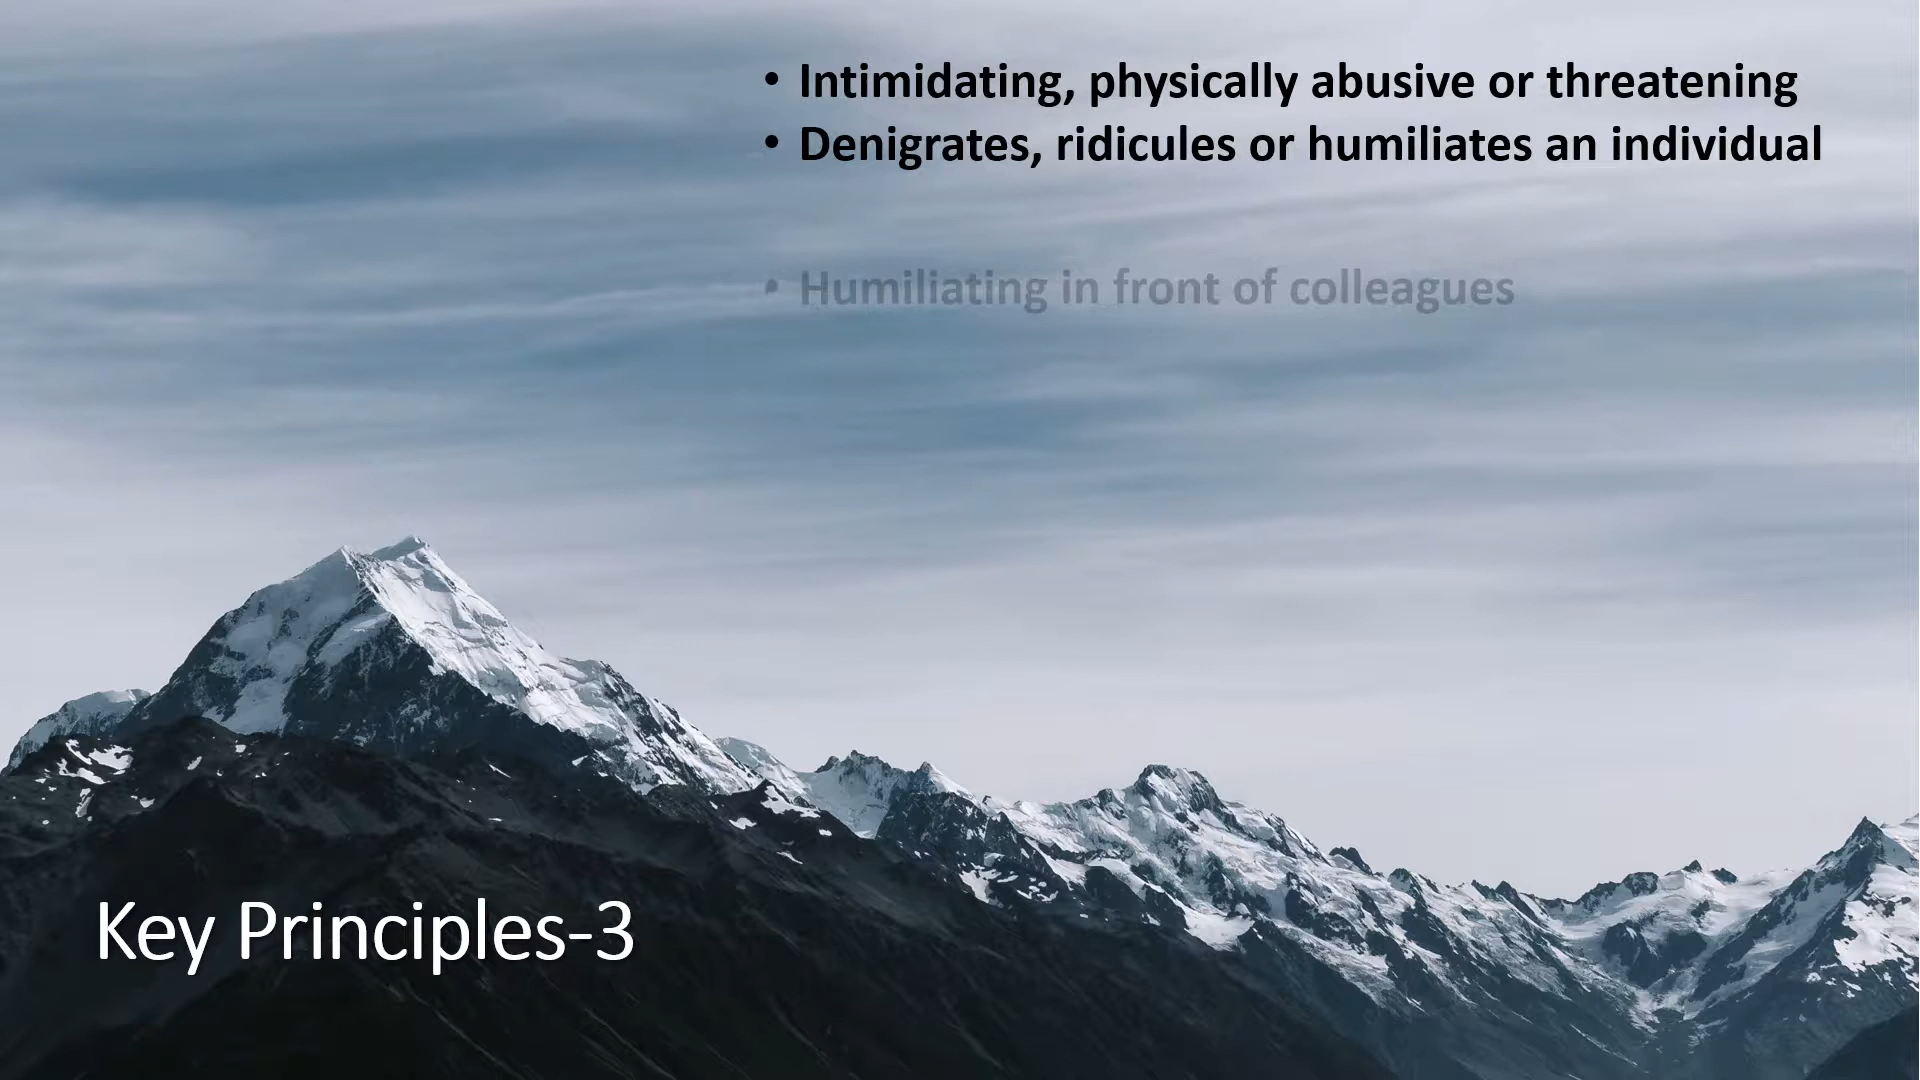 • Intimidating, physically abusive or threatening
• Denigrates, ridicules or humiliates an individual
• Humiliating in front of colleagues
Key Principles-3